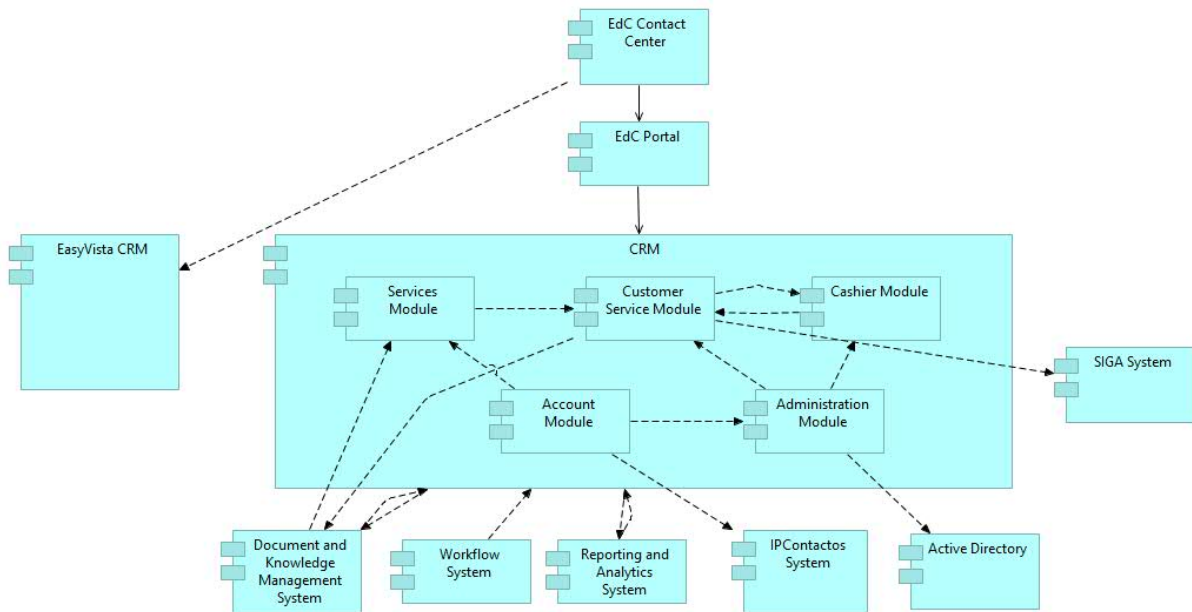 EdC Contact
Center
EdC Portal
EasyVista CRM
CRM
Services
Module
Customer
Service Module
Cashier Module
SIGA System
Account
Module
Administration
Module
Document and
Knowledge
Management
System
Workflow
System
Reporting and
Analytics
System
IPContactos
System
Active Directory